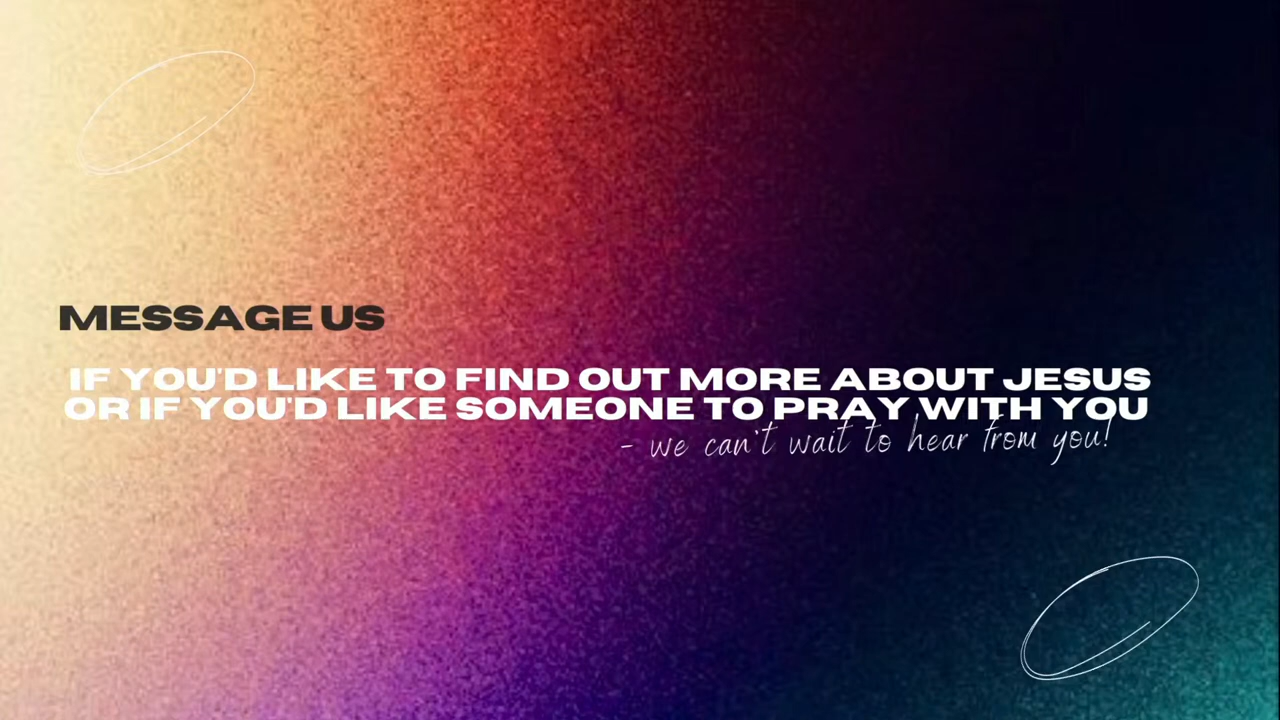 MESSAGE US
IF YOU'D LIKE TO FIND OUT MORE ABOUT JESUS
OR IF YOU'D LIKE SOMEONE TO PRAY WITH YOU
- we can't wait to hear from you!